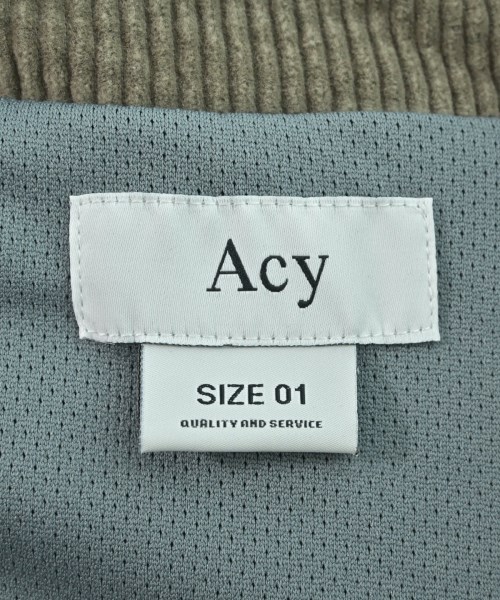 Acy
SIZE 01
QUALITY AND SERVICE